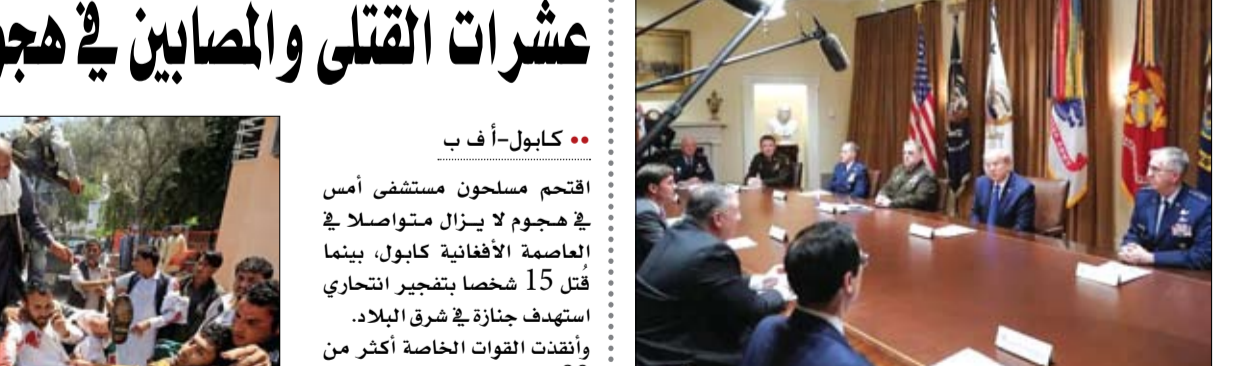 عشرات القتلى والمصابين في هجو
•• كابول-أ ف ب
اقتحم مسلحون مستشفى أمس
في هجوم لا يزال متواصلا في
العاصمة الأفغانية كابول، بينما
قُتل 15 شخصا بتفجير انتحاري
استهدف جنازة في شرق البلاد.
وأنقذت القوات الخاصة أكثر من